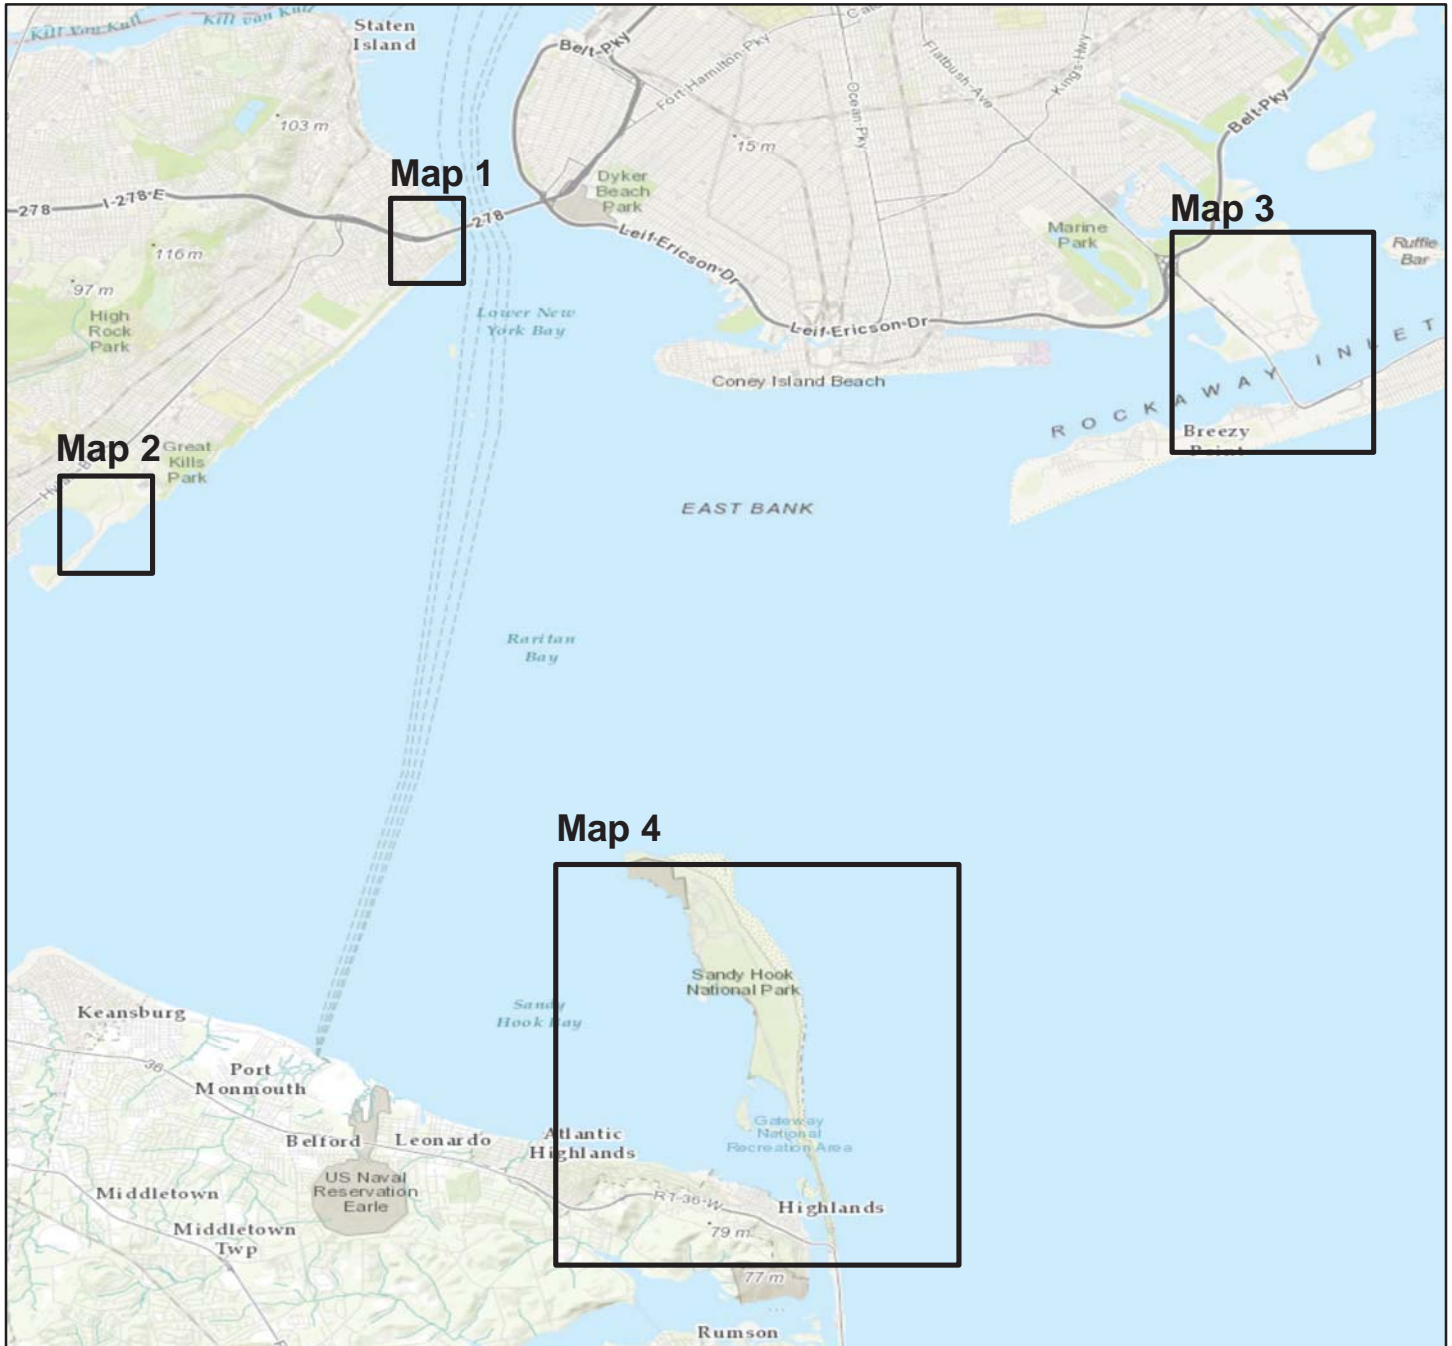 Kill Van Kull
Kill van Kull
Staten
Island
Belt-Pky
Fort-Hamilton-Pky
Flatbush-Ave
Kings-Hwy
Ocean-Pky
Belt-Pky
103 m
15 m
Map 1
Dyker
Beach
Park
278
I-278-E
278
Leif-Ericson-Dr
Marine
Park
Map 3
Ruffle
Bar
116 m
97 m
High
Rock
Park
Lower New
York Bay
Leif-Ericson-Dr
Coney Island Beach
ROCKAWAY INLET
Breezy
Point
Map 2
Great
Kills
Park
EAST BANK
Raritan
Bay
Map 4
Sandy Hook
National Park
Sandy
Hook Bay
Keansburg
36
Port
Monmouth
Belford
Leonardo
Atlantic
Highlands
Gateway
National
Recreation Area
US Naval
Reservation
Earle
Middletown
Middletown
Twp
RT-36-W
Highlands
79 m
77 m
Rumson